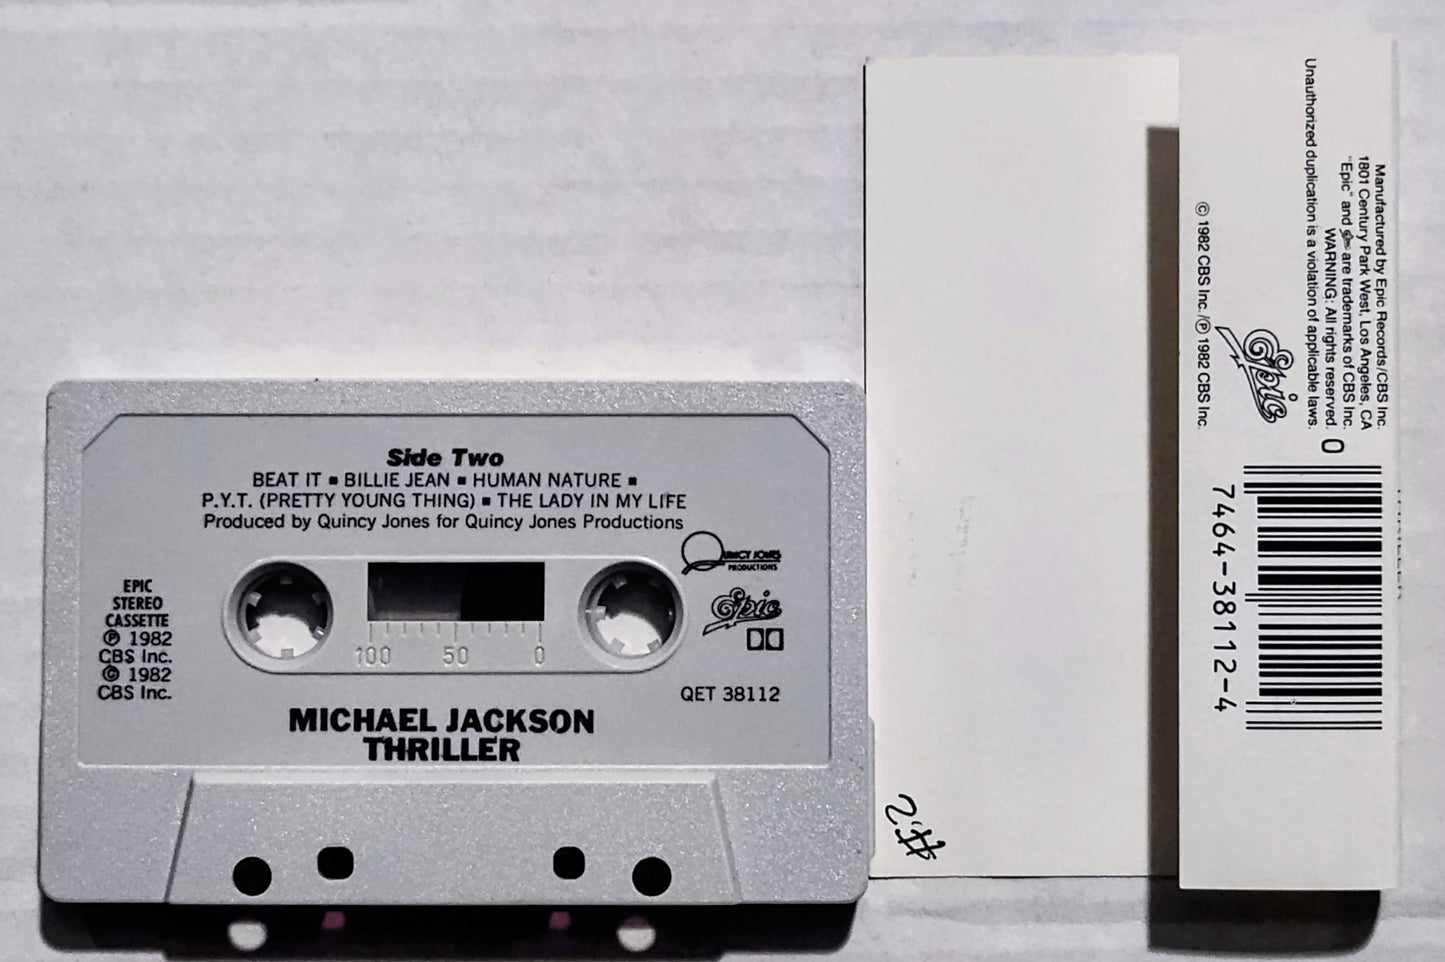 Side Two
BEAT IT ■ BILLIE JEAN ■ HUMAN NATURE ■
P.Y.T. (PRETTY YOUNG THING) ■ THE LADY IN MY LIFE
Produced by Quincy Jones for Quincy Jones Productions
QUINCY JONES
PRODUCTIONS
EPIC
STEREO
CASSETTE
℗ 1982
CBS Inc.
© 1982
CBS Inc.
Epic
100 50 0
QET 38112
MICHAEL JACKSON
THRILLER
Manufactured by Epic Records/CBS Inc.
1801 Century Park West, Los Angeles, CA
"Epic" and are trademarks of CBS Inc.
WARNING: All rights reserved.
Unauthorized duplication is a violation of applicable laws.
Epic
© 1982 CBS Inc./℗ 1982 CBS Inc.
0
7464-38112-4